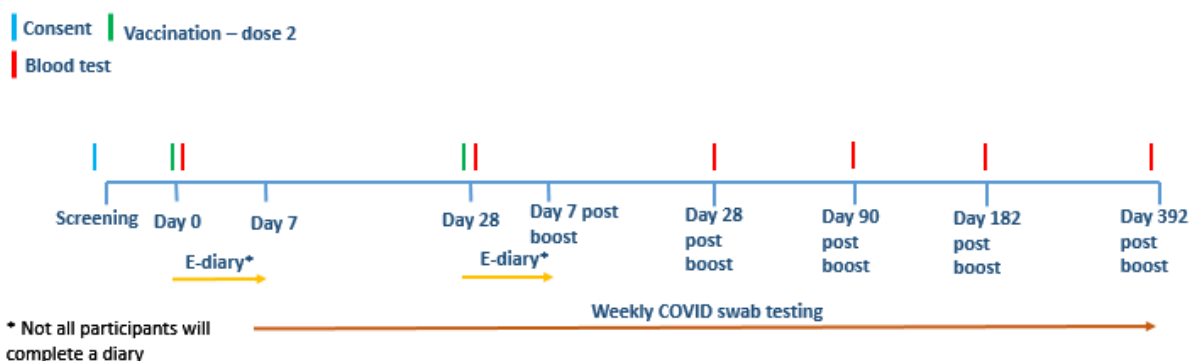 Consent
Vaccination – dose 2
Blood test
Screening
Day 0
Day 7
Day 28
Day 7 post
boost
Day 28
post
boost
Day 90
post
boost
Day 182
post
boost
Day 392
post
boost
E-diary*
E-diary*
Weekly COVID swab testing
* Not all participants will
complete a diary